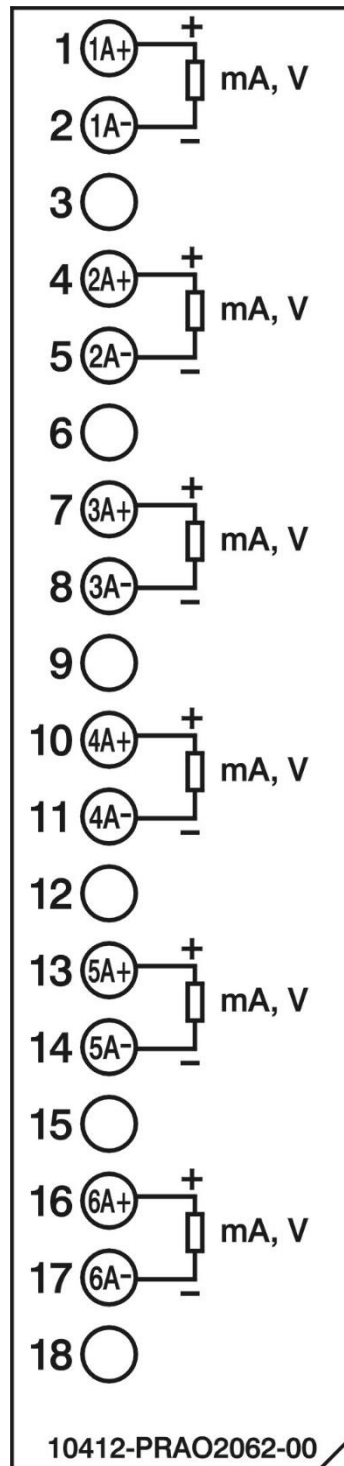 +
1 1A+
mA, V
2 1A-
–
3
+
4 2A+
mA, V
5 2A-
–
6
+
7 3A+
mA, V
8 3A-
–
9
+
10 4A+
mA, V
11 4A-
–
12
+
13 5A+
mA, V
14 5A-
–
15
+
16 6A+
mA, V
17 6A-
–
18
10412-PRAO2062-00